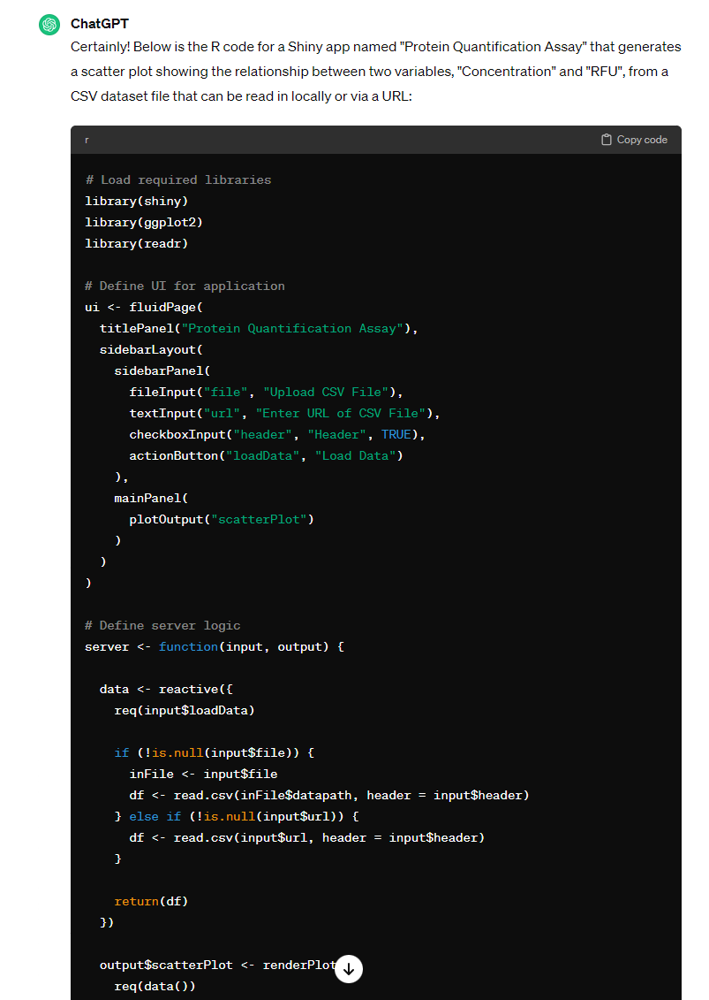 ChatGPT
Certainly! Below is the R code for a Shiny app named "Protein Quantification Assay" that generates
a scatter plot showing the relationship between two variables, "Concentration" and "RFU", from a
CSV dataset file that can be read in locally or via a URL:
r
Copy code
# Load required libraries
library(shiny)
library(ggplot2)
library(readr)
# Define UI for application
ui <- fluidPage(
  titlePanel("Protein Quantification Assay"),
  sidebarLayout(
    sidebarPanel(
      fileInput("file", "Upload CSV File"),
      textInput("url", "Enter URL of CSV File"),
      checkboxInput("header", "Header", TRUE),
      actionButton("loadData", "Load Data")
    ),
    mainPanel(
      plotOutput("scatterPlot")
    )
  )
)
# Define server logic
server <- function(input, output) {
  data <- reactive({
    req(input$loadData)
    if (!is.null(input$file)) {
      inFile <- input$file
      df <- read.csv(inFile$datapath, header = input$header)
    } else if (!is.null(input$url)) {
      df <- read.csv(input$url, header = input$header)
    }
    return(df)
  })
  output$scatterPlot <- renderPlot
    req(data())